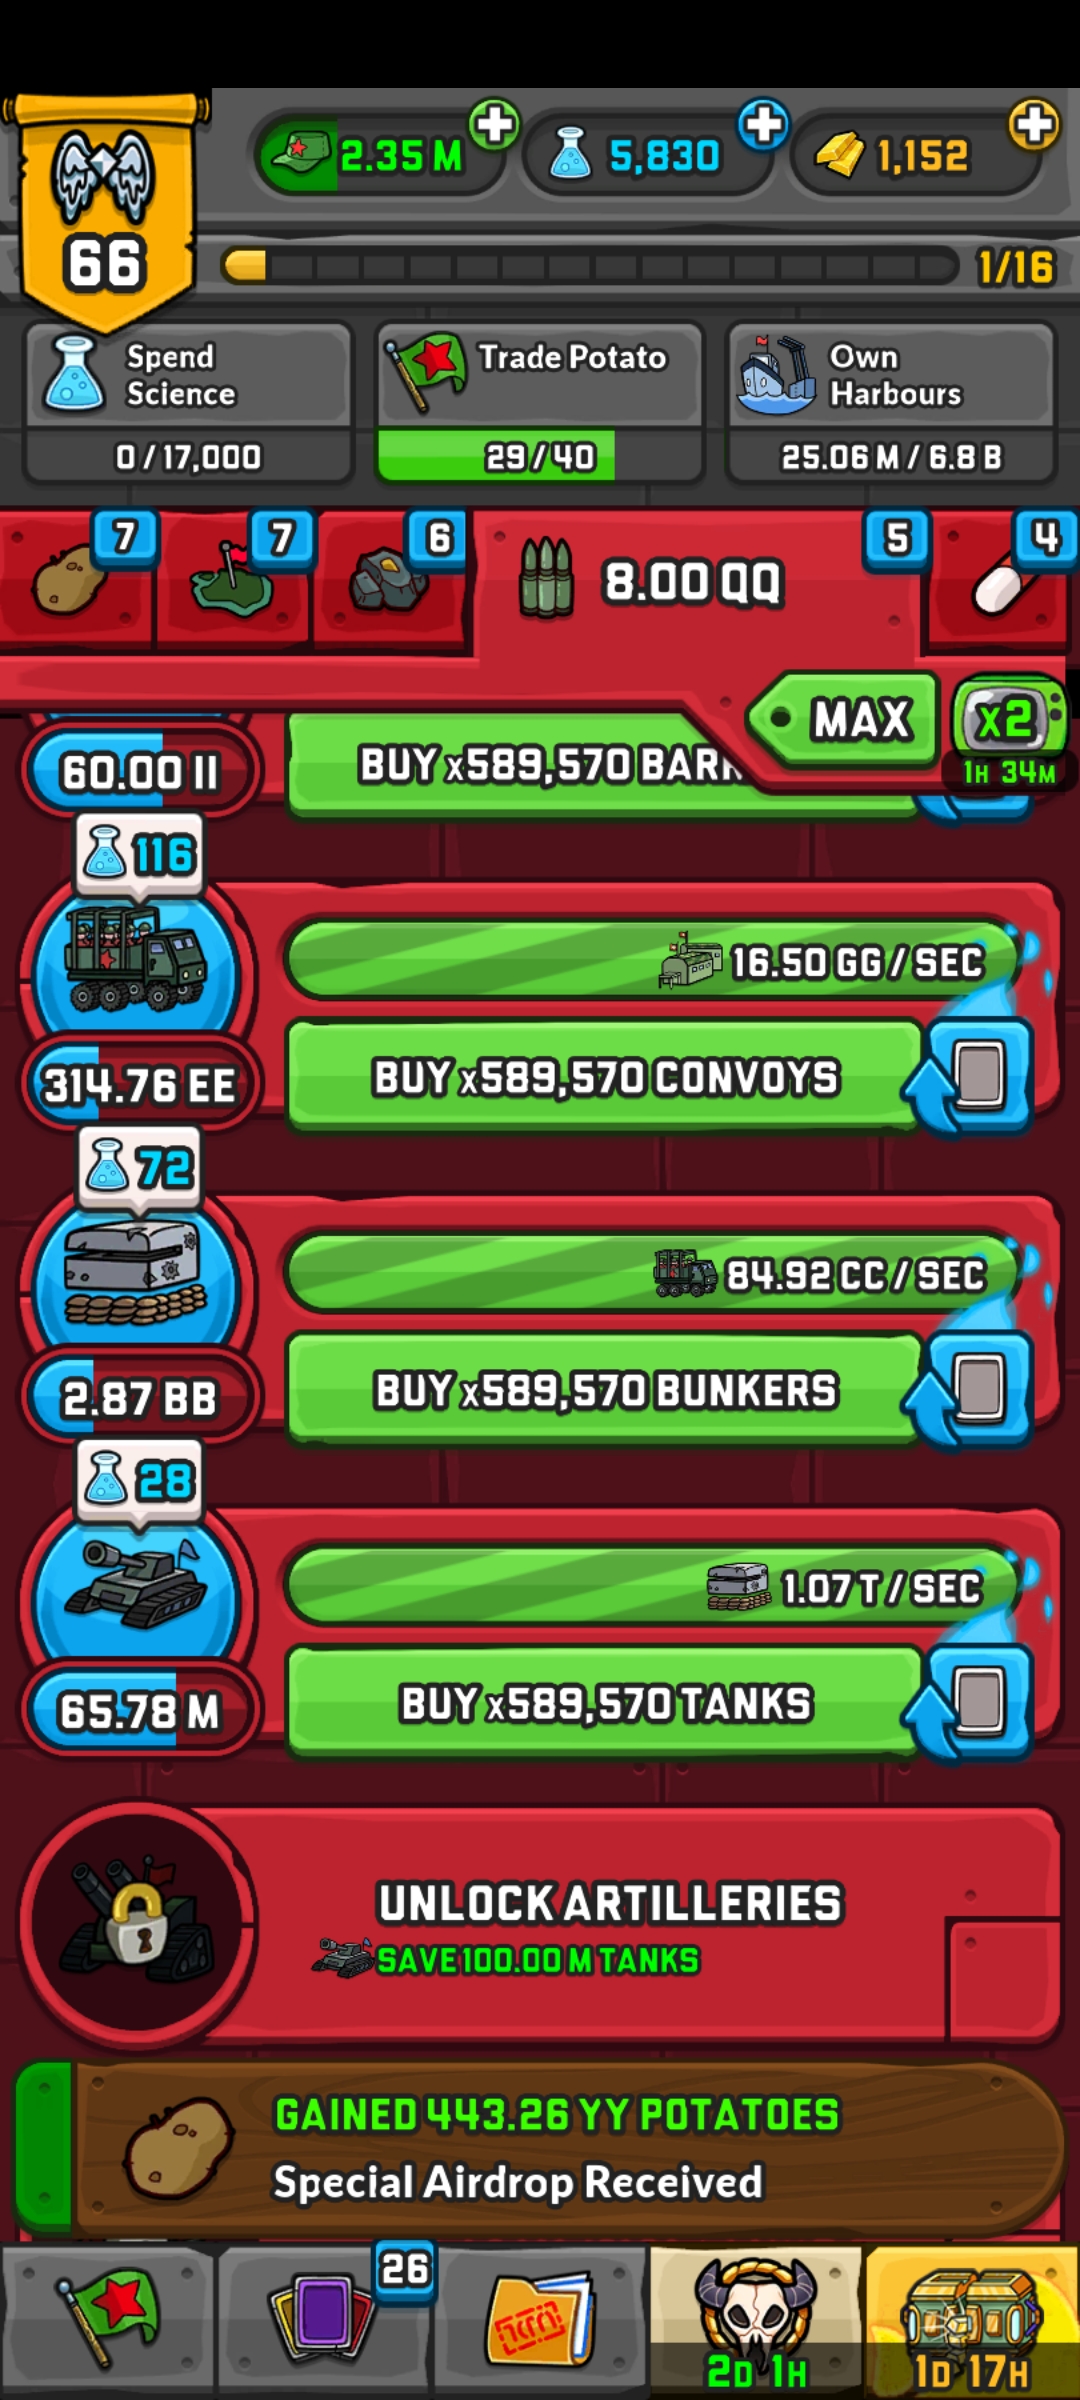 2.35 M
5,830
1,152
66
1/16
Spend
Science
0 / 17,000
Trade Potato
29 / 40
Own
Harbours
25.06 M / 6.8 B
7
7
6
8.00 QQ
5
4
MAX
x2
1H 34M
60.00 II
BUY x589,570 BARR
116
16.50 GG / SEC
314.76 EE
BUY x589,570 CONVOYS
72
84.92 CC / SEC
2.87 BB
BUY x589,570 BUNKERS
28
1.07 T / SEC
65.78 M
BUY x589,570 TANKS
UNLOCK ARTILLERIES
SAVE 100.00 M TANKS
GAINED 443.26 YY POTATOES
Special Airdrop Received
26
2D 1H
1D 17H